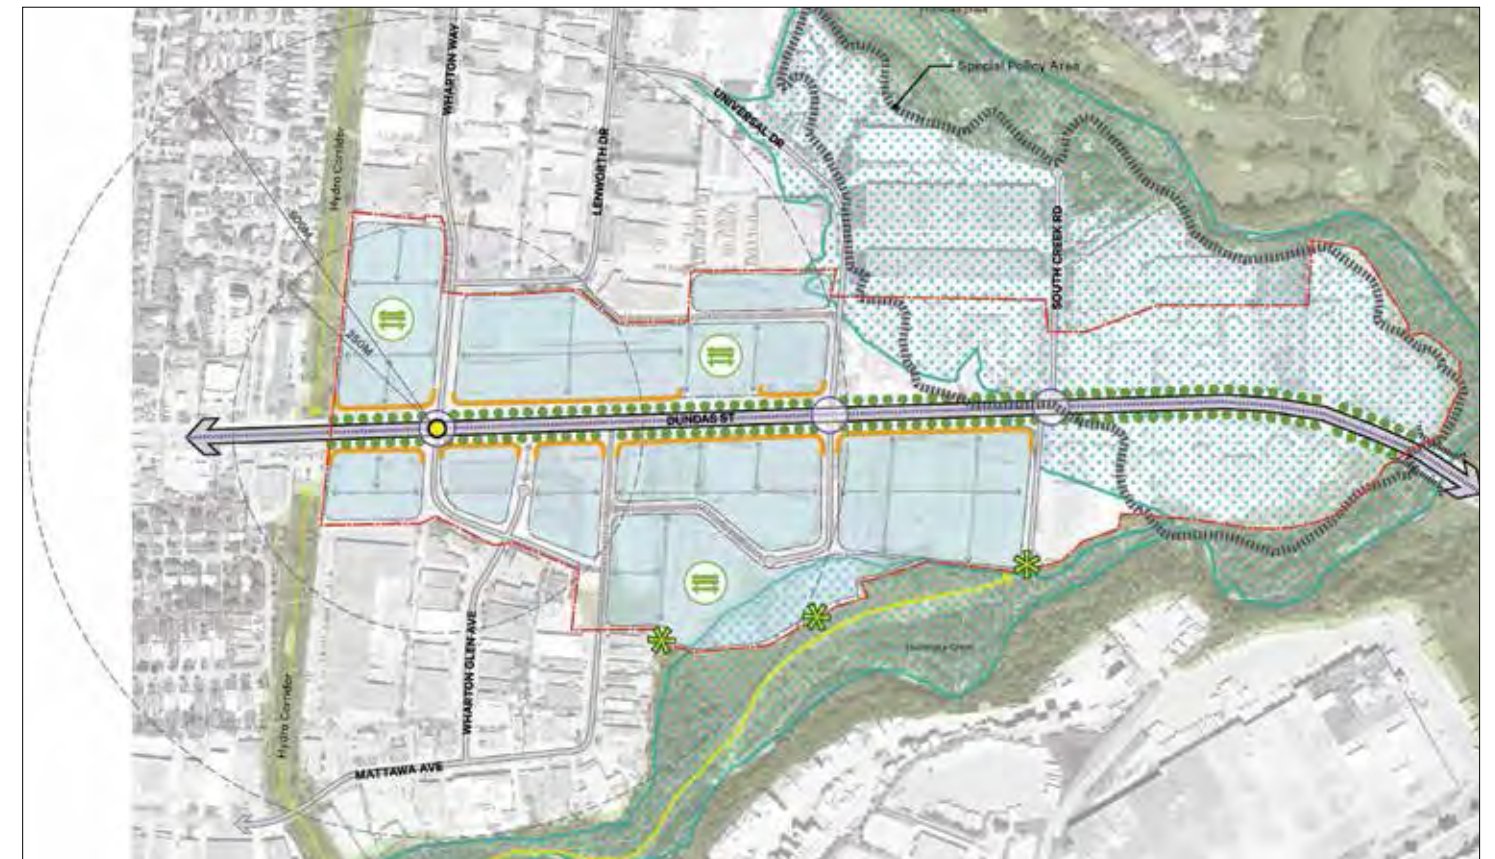 Special Policy Area
WHARTON WAY
UNIVERSAL DR
LENWORTH DR
Hydro Corridor
SOUTH CREEK RD
500M
250M
DUNDAS ST
WHARTON GLEN AVE
Hydro Corridor
MATTAWA AVE